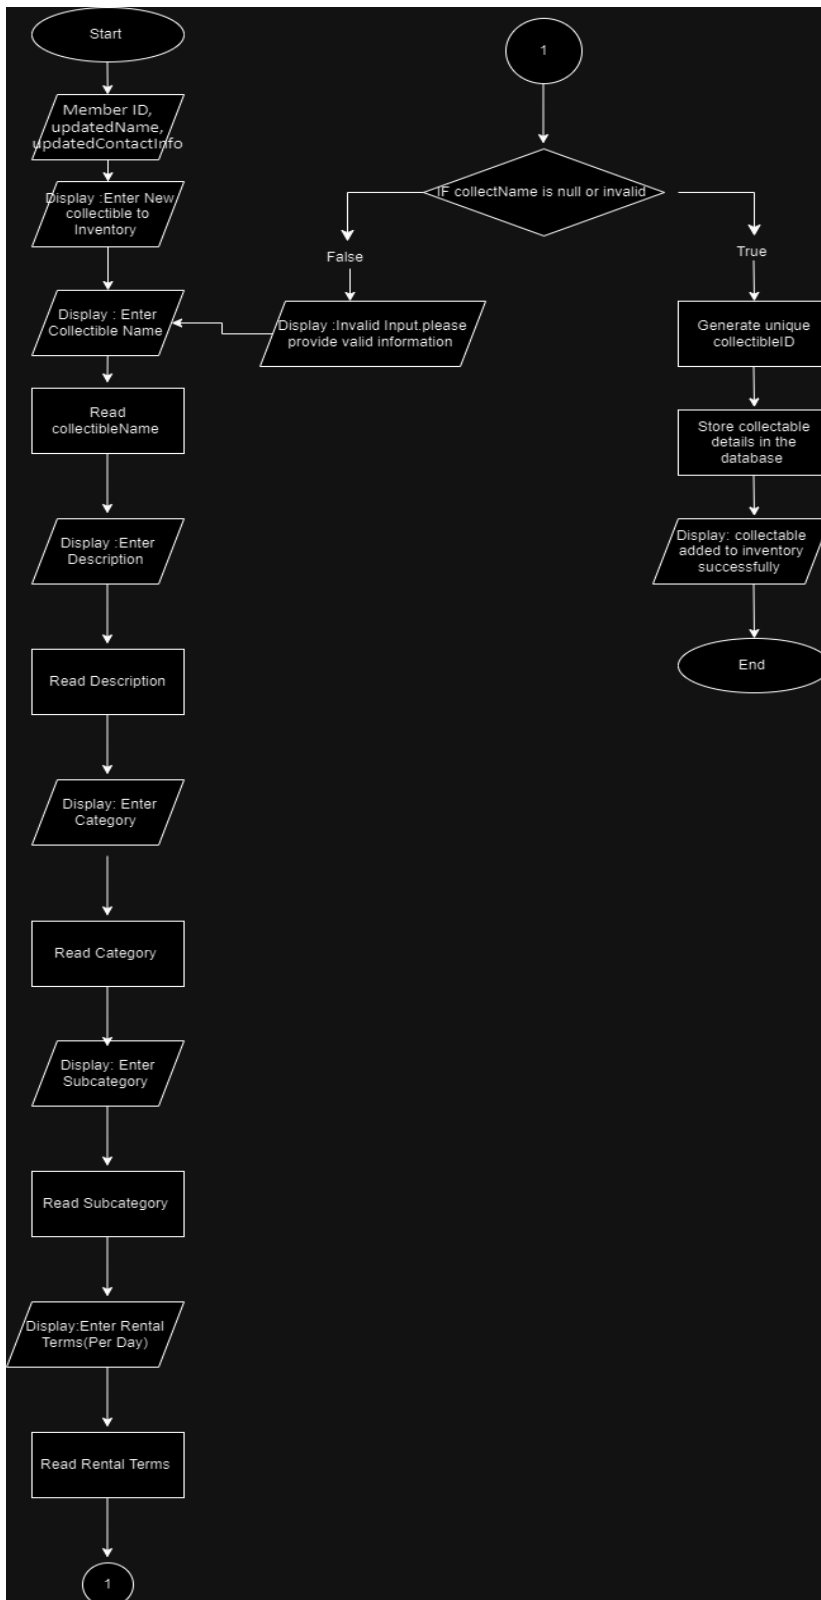 Start
Member ID,
updatedName,
updatedContactInfo
Display :Enter New
collectible to
Inventory
Display : Enter
Collectible Name
Read
collectibleName
Display :Enter
Description
Read Description
Display: Enter
Category
Read Category
Display: Enter
Subcategory
Read Subcategory
Display:Enter Rental
Terms(Per Day)
Read Rental Terms
1
1
IF collectName is null or invalid
False
Display :Invalid Input.please
provide valid information
True
Generate unique
collectibleID
Store collectable
details in the
database
Display: collectable
added to inventory
successfully
End